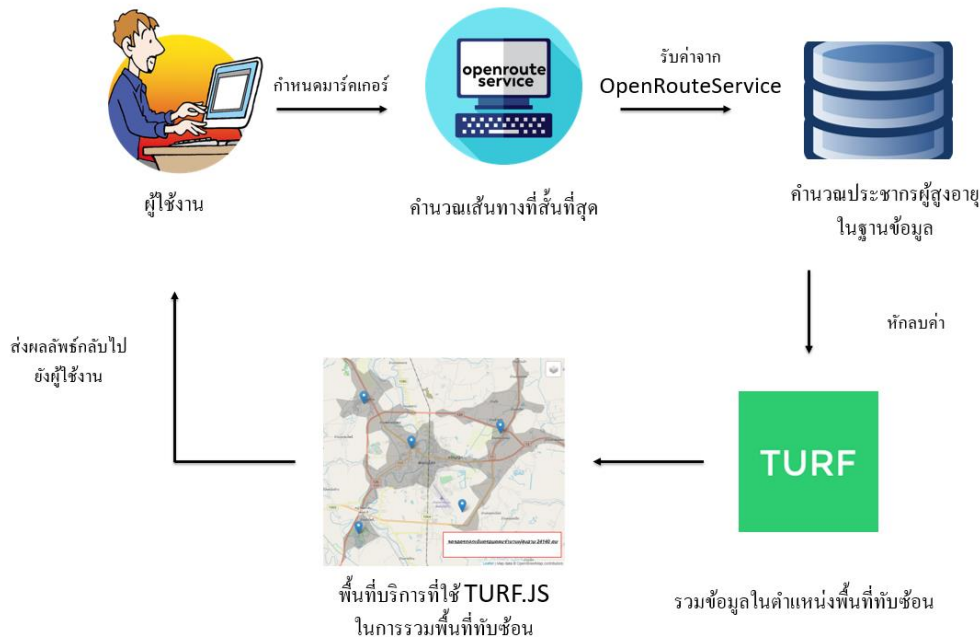 กำหนดมาร์คเกอร์
openroute
service
รับค่าจาก
OpenRouteService
ผู้ใช้งาน
คำนวณเส้นทางที่สั้นที่สุด
คำนวณประชากรผู้สูงอายุ
ในฐานข้อมูล
หักลบค่า
ส่งผลลัพธ์กลับไป
ยังผู้ใช้งาน
TURF
พื้นที่บริการที่ใช้ TURF.JS
ในการรวมพื้นที่ทับซ้อน
รวมข้อมูลในตำแหน่งพื้นที่ทับซ้อน